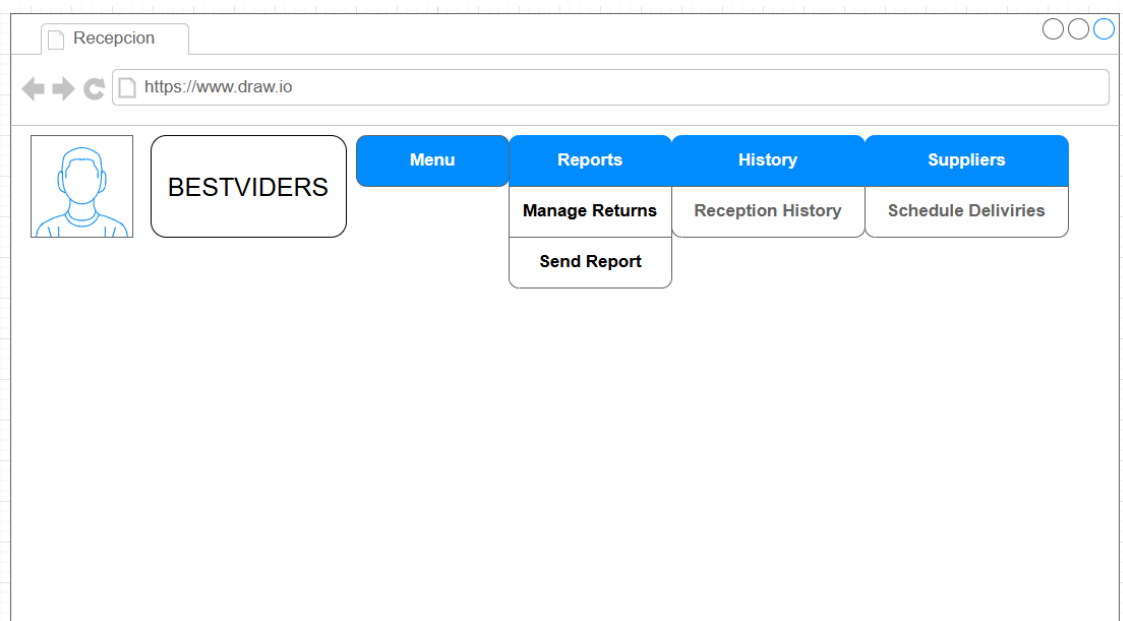 Recepcion
https://www.draw.io
BESTVIDERS
Menu
Reports
History
Suppliers
Manage Returns
Reception History
Schedule Deliviries
Send Report